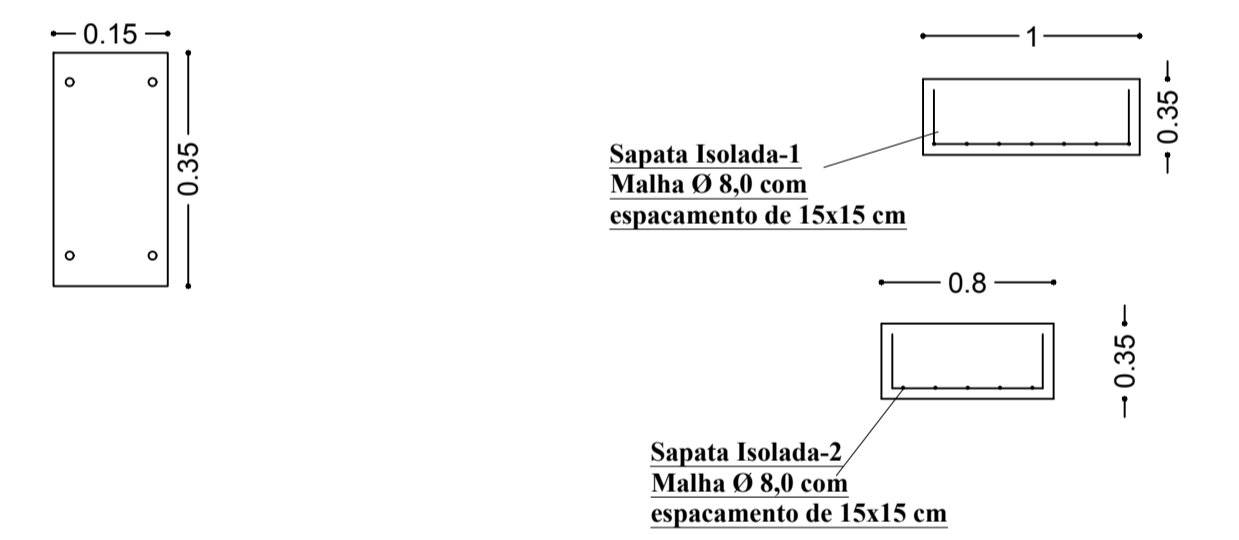 0.15
0.35
1
0.35
Sapata Isolada-1
Malha Ø 8,0 com
espacamento de 15x15 cm
0.8
0.35
Sapata Isolada-2
Malha Ø 8,0 com
espacamento de 15x15 cm